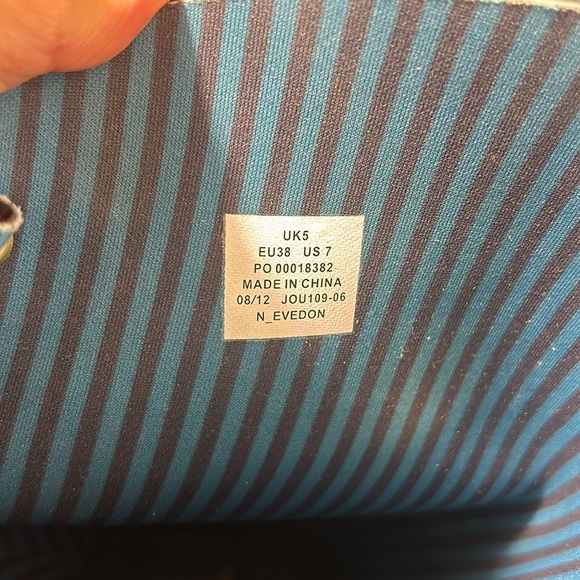 UK5
EU38 US 7
PO 00018382
MADE IN CHINA
08/12 JOU109-06
N_EVEDON